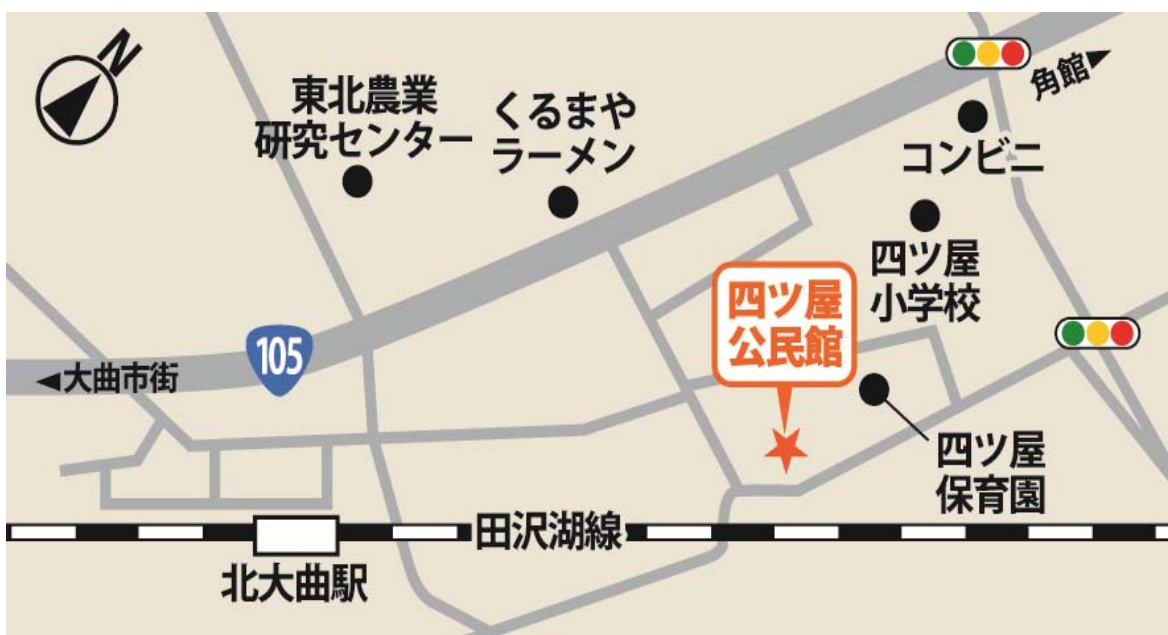 N
東北農業
研究センター
くるまや
ラーメン
角館▶
コンビニ
四ツ屋
小学校
四ツ屋
公民館
105
◀大曲市街
四ツ屋
保育園
田沢湖線
北大曲駅